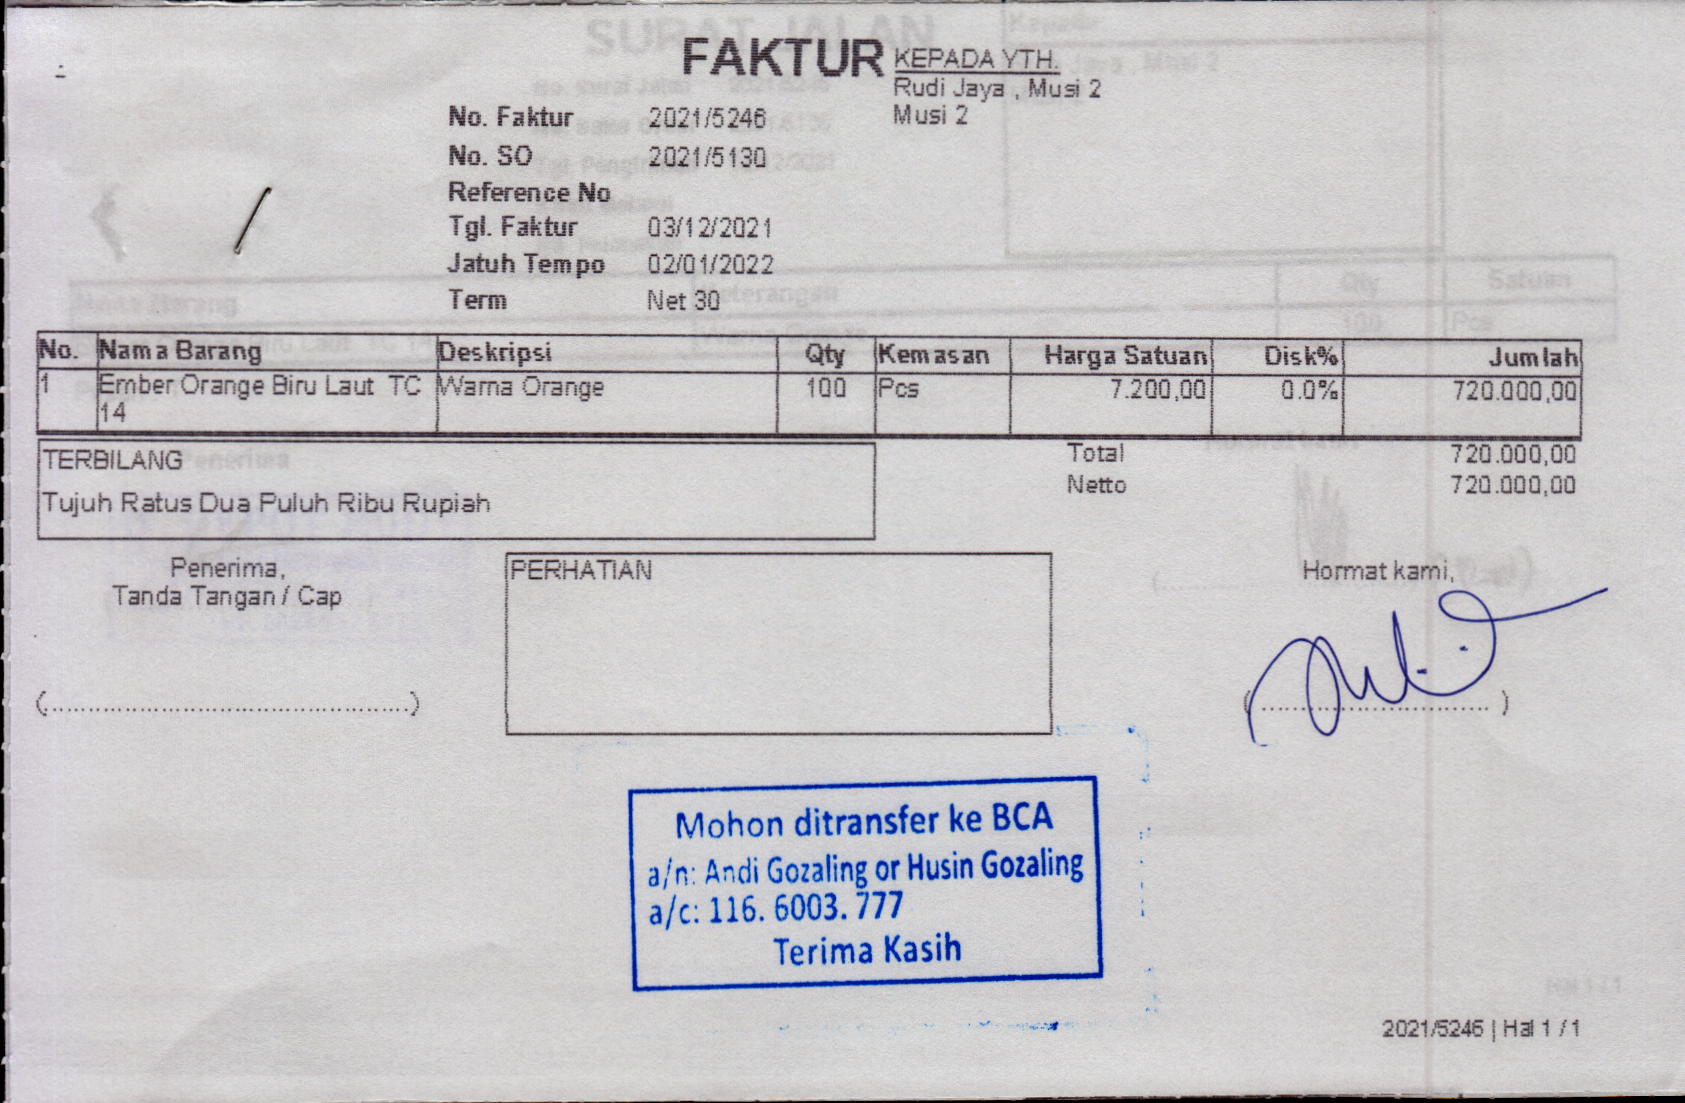 FAKTUR
KEPADA YTH.
Rudi Jaya , Musi 2
Musi 2
No. Faktur 2021/5246
No. SO 2021/5130
Reference No
Tgl. Faktur 03/12/2021
Jatuh Tempo 02/01/2022
Term Net 30
No. Nama Barang Deskripsi Qty Kemasan Harga Satuan Disk% Jumlah
1 Ember Orange Biru Laut TC Warna Orange 100 Pcs 7.200,00 0.0% 720.000,00
14
TERBILANG
Tujuh Ratus Dua Puluh Ribu Rupiah
Total 720.000,00
Netto 720.000,00
Penerima,
Tanda Tangan / Cap
PERHATIAN
Hormat kami,
(............................................)
(................................)
Mohon ditransfer ke BCA
a/n: Andi Gozaling or Husin Gozaling
a/c: 116. 6003. 777
Terima Kasih
2021/5246 | Hal 1 / 1